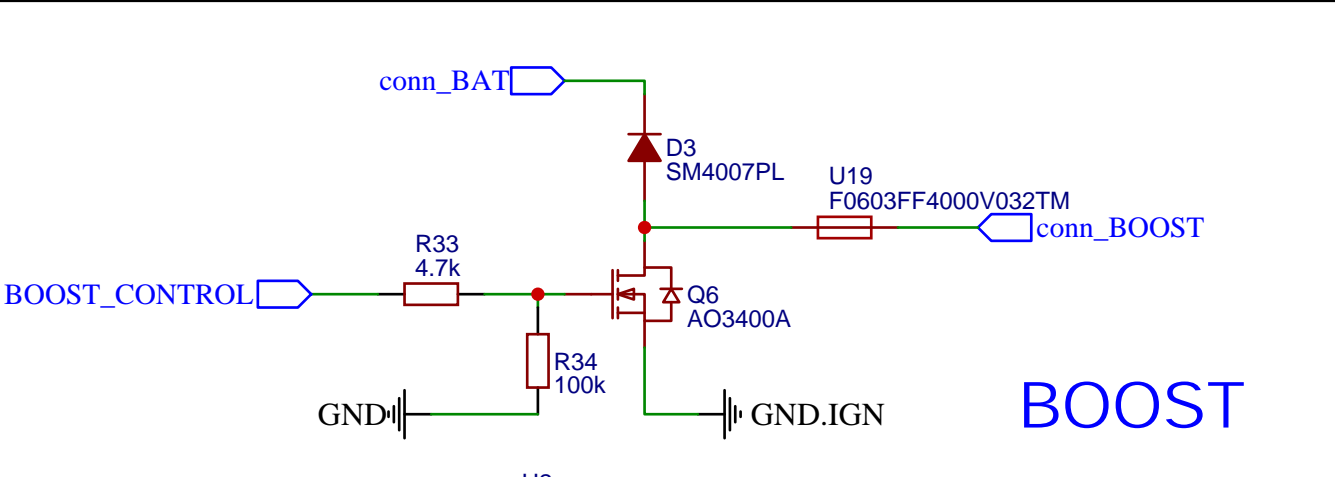 conn_BAT
D3
SM4007PL
U19
F0603FF4000V032TM
conn_BOOST
R33
4.7k
BOOST_CONTROL
Q6
AO3400A
R34
100k
GND
GND.IGN
BOOST